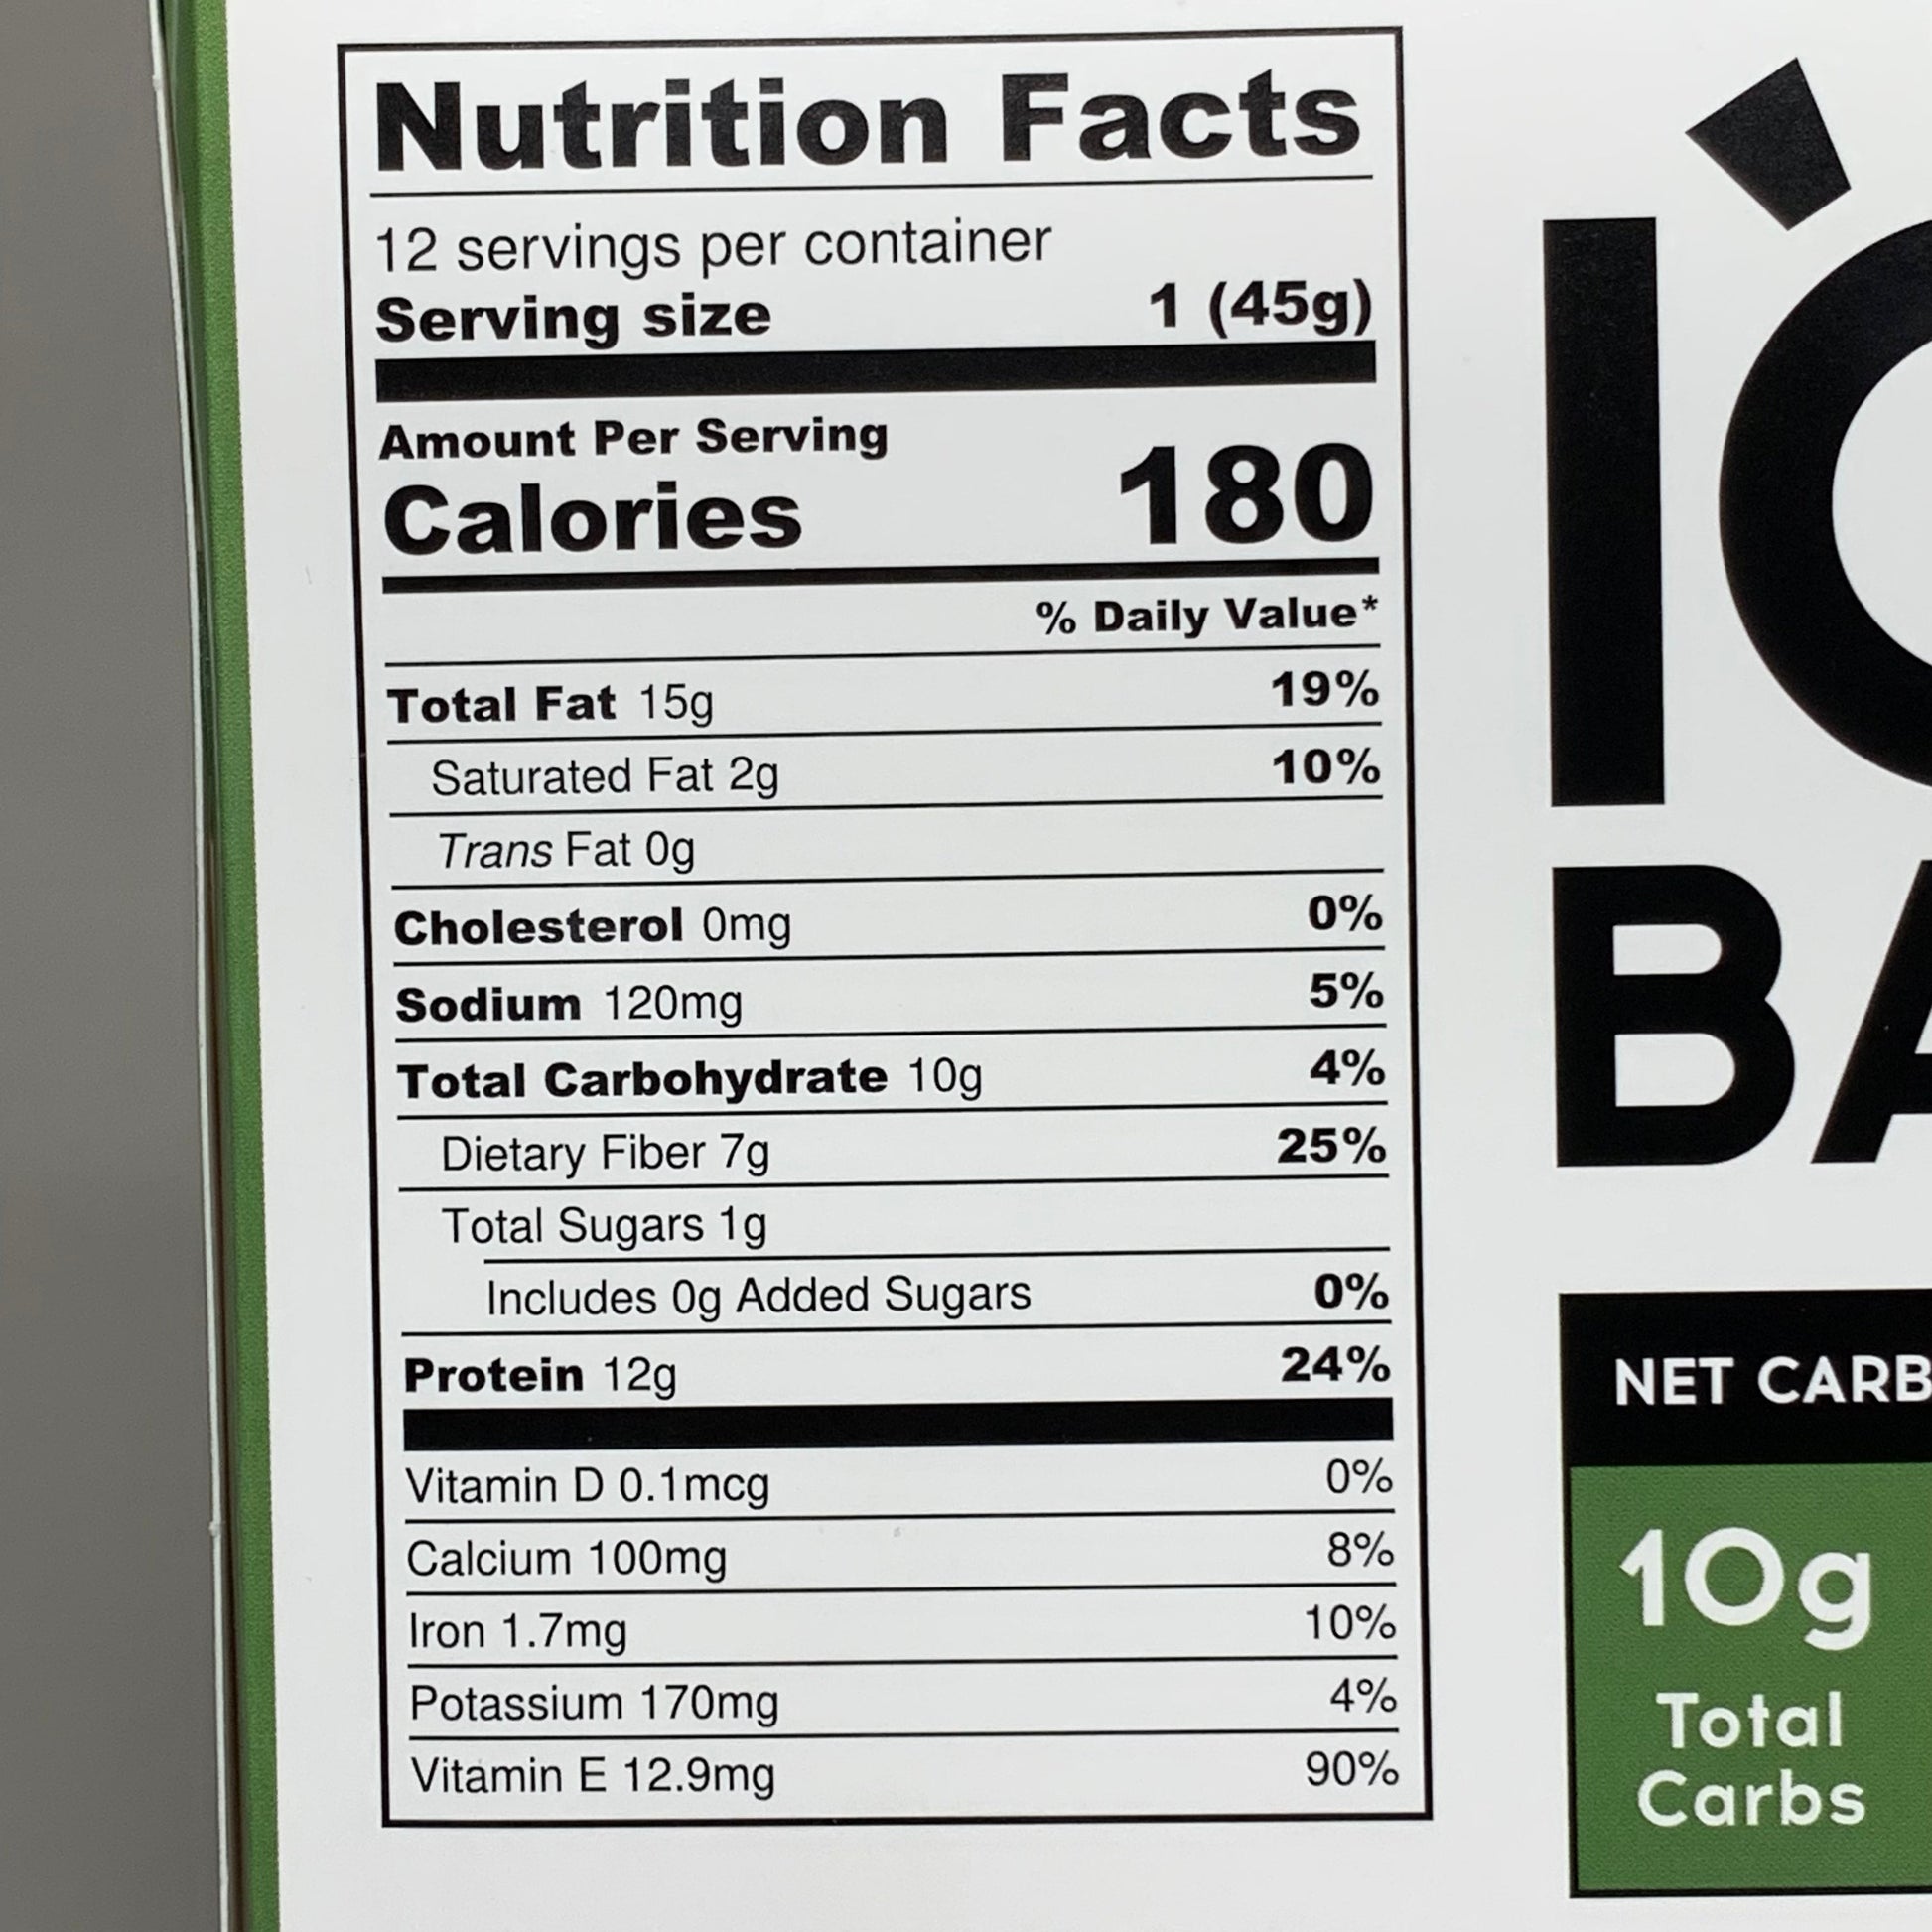 Nutrition Facts
12 servings per container
Serving size 1 (45g)
Amount Per Serving
Calories 180
% Daily Value*
Total Fat 15g 19%
Saturated Fat 2g 10%
Trans Fat 0g
Cholesterol 0mg 0%
Sodium 120mg 5%
Total Carbohydrate 10g 4%
Dietary Fiber 7g 25%
Total Sugars 1g
Includes 0g Added Sugars 0%
Protein 12g 24%
Vitamin D 0.1mcg 0%
Calcium 100mg 8%
Iron 1.7mg 10%
Potassium 170mg 4%
Vitamin E 12.9mg 90%
BA
NET CARB
10g
Total
Carbs